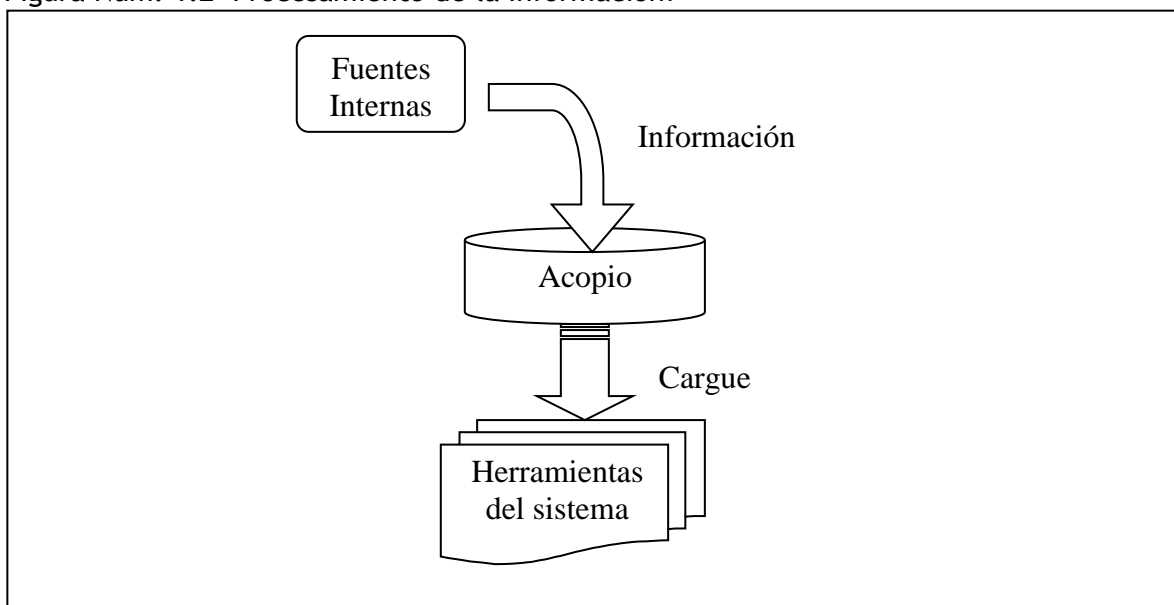 Fuentes
Internas
Información
Acopio
Cargue
Herramientas
del sistema